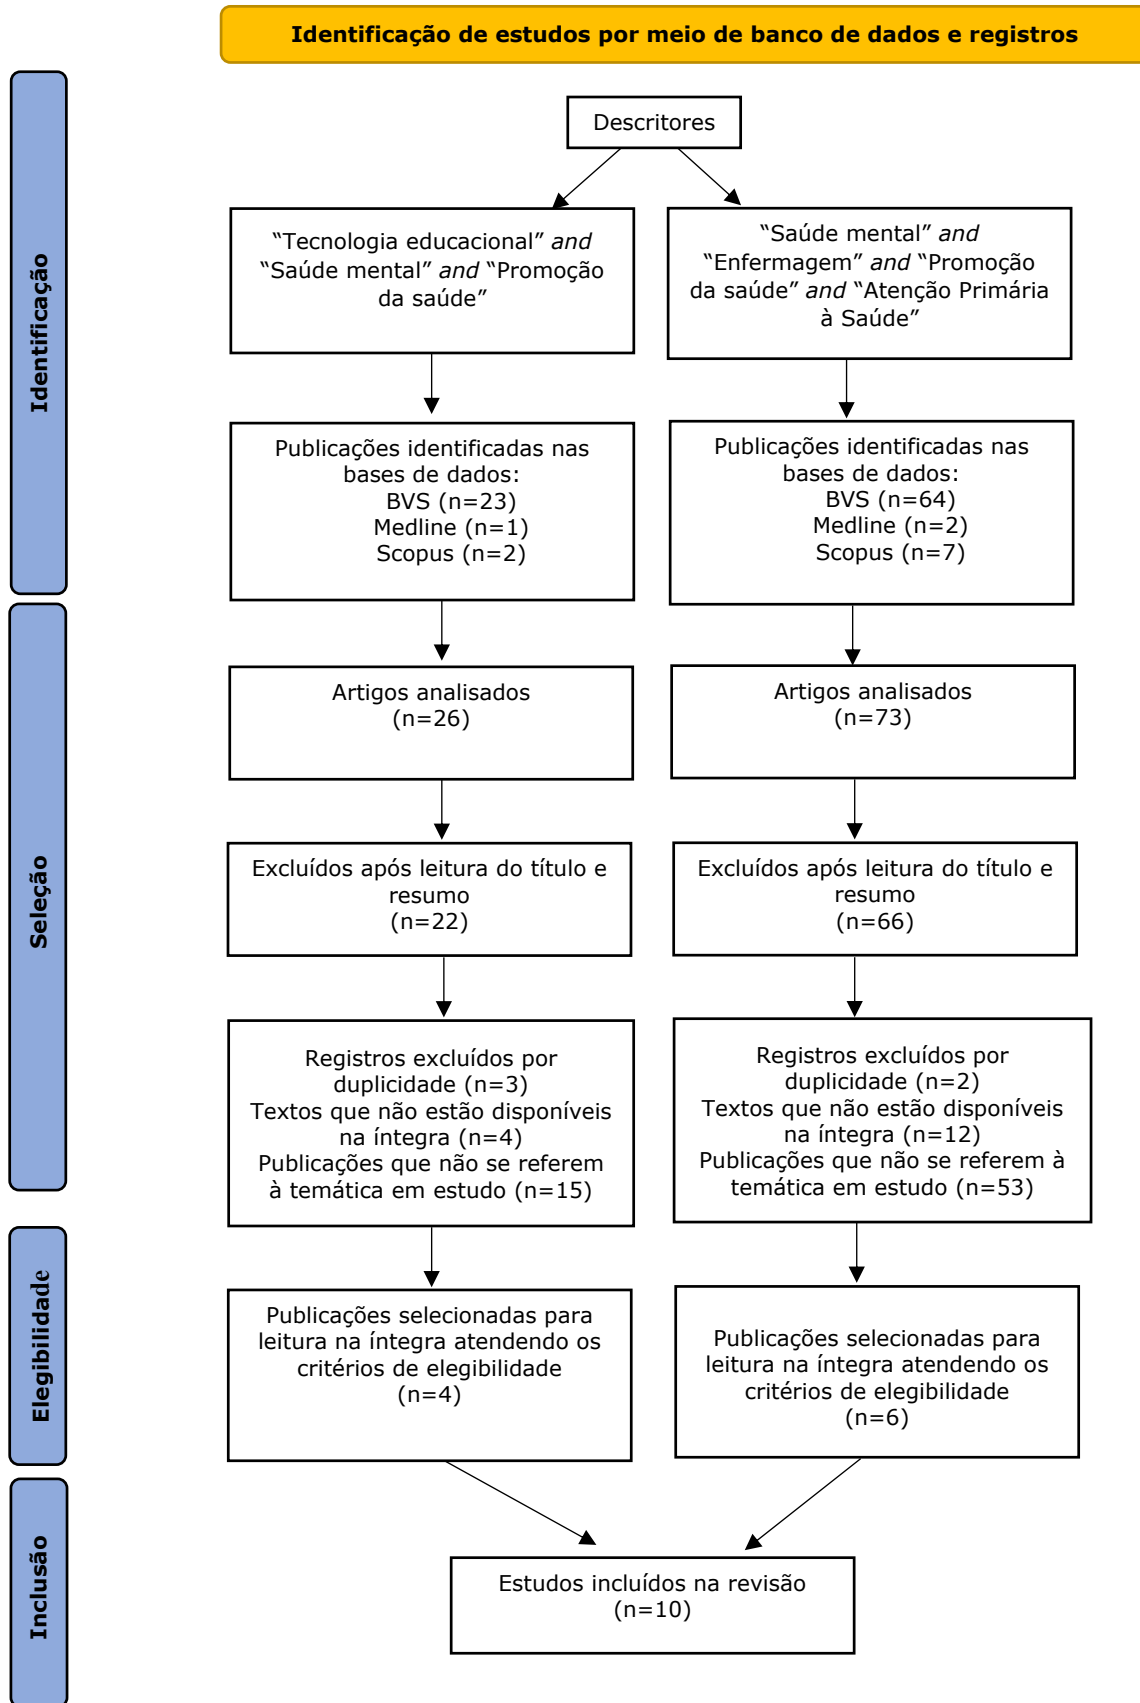 Identificação de estudos por meio de banco de dados e registros
Identificação
Descritores
“Tecnologia educacional” and
“Saúde mental” and “Promoção
da saúde”
“Saúde mental” and
“Enfermagem” and “Promoção
da saúde” and “Atenção Primária
à Saúde”
Publicações identificadas nas
bases de dados:
BVS (n=23)
Medline (n=1)
Scopus (n=2)
Publicações identificadas nas
bases de dados:
BVS (n=64)
Medline (n=2)
Scopus (n=7)
Seleção
Artigos analisados
(n=26)
Artigos analisados
(n=73)
Excluídos após leitura do título e
resumo
(n=22)
Excluídos após leitura do título e
resumo
(n=66)
Registros excluídos por
duplicidade (n=3)
Textos que não estão disponíveis
na íntegra (n=4)
Publicações que não se referem
à temática em estudo (n=15)
Registros excluídos por
duplicidade (n=2)
Textos que não estão disponíveis
na íntegra (n=12)
Publicações que não se referem à
temática em estudo (n=53)
Elegibilidade
Publicações selecionadas para
leitura na íntegra atendendo os
critérios de elegibilidade
(n=4)
Publicações selecionadas para
leitura na íntegra atendendo os
critérios de elegibilidade
(n=6)
Inclusão
Estudos incluídos na revisão
(n=10)